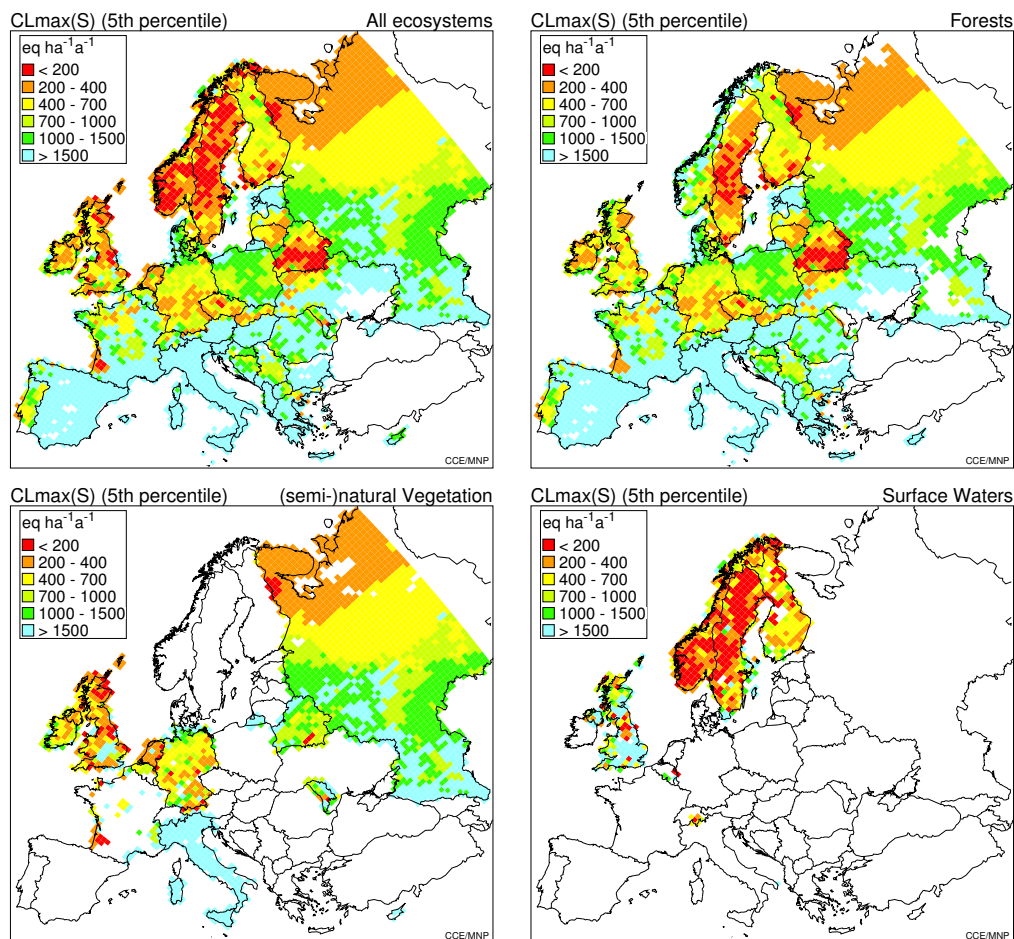 CLmax(S) (5th percentile) All ecosystems
eq ha⁻¹a⁻¹
< 200
200 - 400
400 - 700
700 - 1000
1000 - 1500
> 1500
CCE/MNP
CLmax(S) (5th percentile) Forests
eq ha⁻¹a⁻¹
< 200
200 - 400
400 - 700
700 - 1000
1000 - 1500
> 1500
CCE/MNP
CLmax(S) (5th percentile) (semi-)natural Vegetation
eq ha⁻¹a⁻¹
< 200
200 - 400
400 - 700
700 - 1000
1000 - 1500
> 1500
CCE/MNP
CLmax(S) (5th percentile) Surface Waters
eq ha⁻¹a⁻¹
< 200
200 - 400
400 - 700
700 - 1000
1000 - 1500
> 1500
CCE/MNP